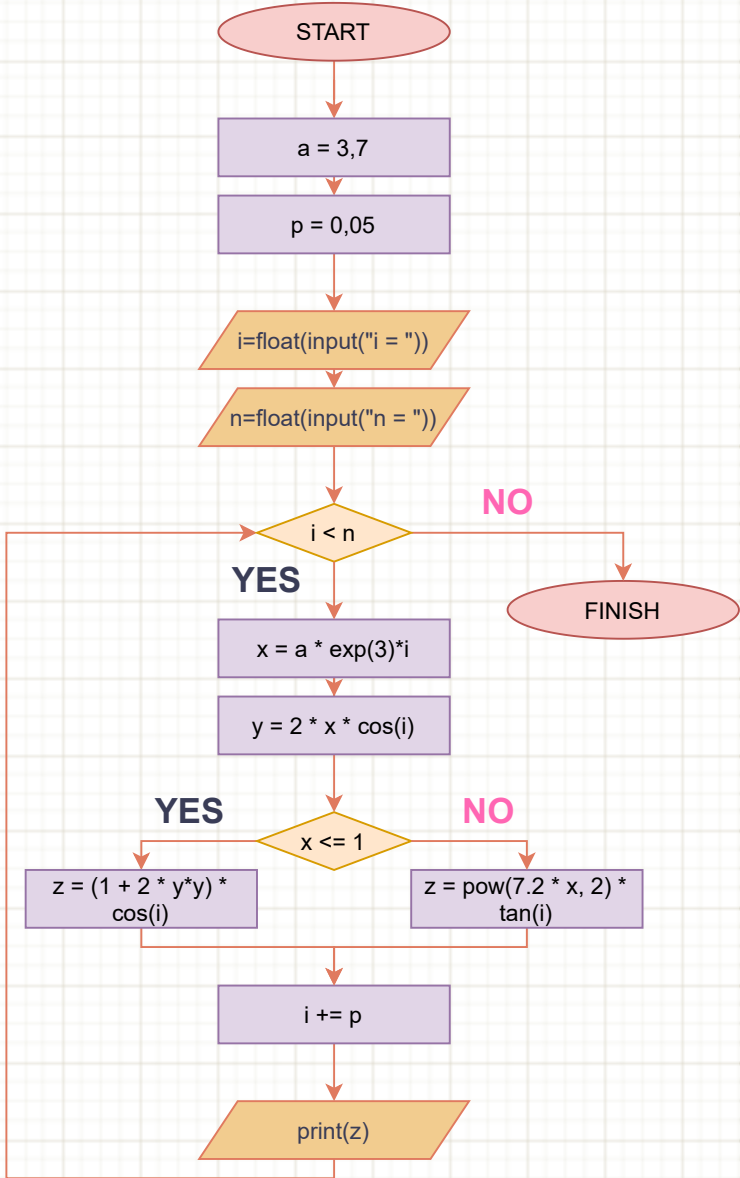 START
a = 3,7
p = 0,05
i=float(input("i = "))
n=float(input("n = "))
i < n
NO
YES
FINISH
x = a * exp(3)*i
y = 2 * x * cos(i)
YES
NO
x <= 1
z = (1 + 2 * y*y) *
cos(i)
z = pow(7.2 * x, 2) *
tan(i)
i += p
print(z)